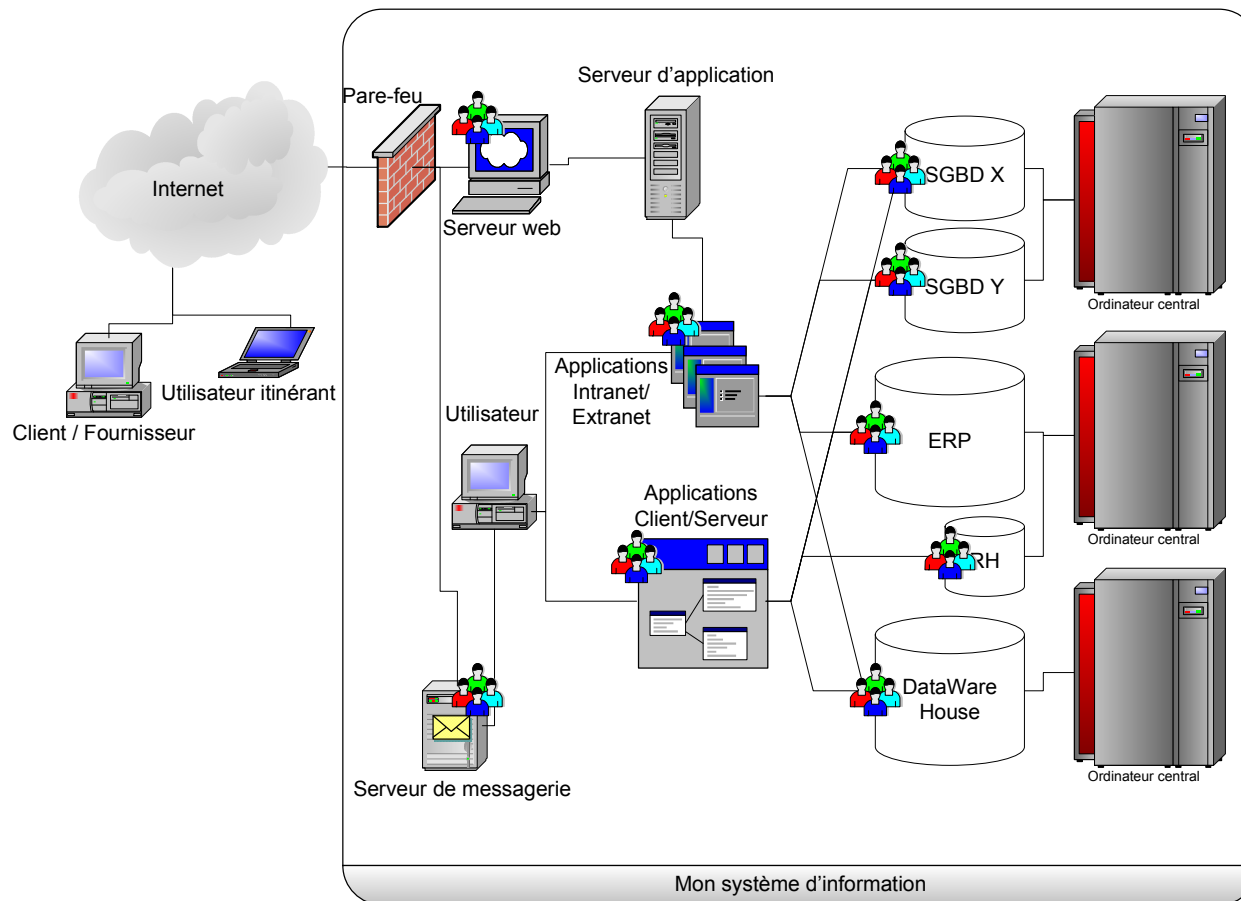 Serveur d'application
Pare-feu
Internet
Serveur web
SGBD X
SGBD Y
Ordinateur central
Utilisateur itinérant
Client / Fournisseur
Applications
Intranet/
Extranet
Utilisateur
ERP
Applications
Client/Serveur
Ordinateur central
RH
DataWare
House
Serveur de messagerie
Ordinateur central
Mon système d'information